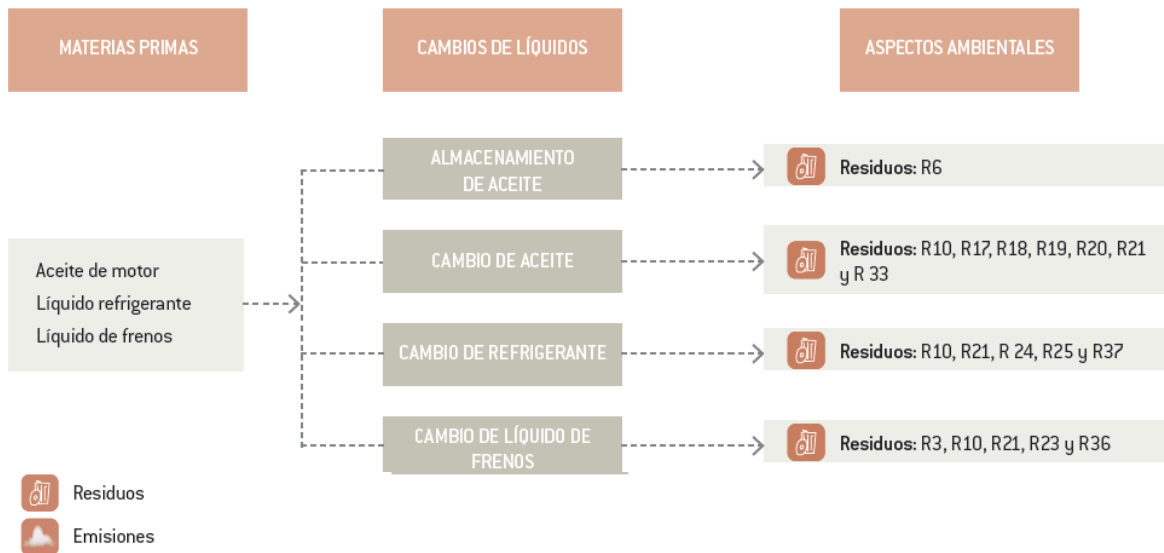 MATERIAS PRIMAS
CAMBIOS DE LÍQUIDOS
ASPECTOS AMBIENTALES
Aceite de motor
Líquido refrigerante
Líquido de frenos
ALMACENAMIENTO
DE ACEITE
Residuos: R6
CAMBIO DE ACEITE
Residuos: R10, R17, R18, R19, R20, R21
y R 33
CAMBIO DE REFRIGERANTE
Residuos: R10, R21, R 24, R25 y R37
CAMBIO DE LÍQUIDO DE
FRENOS
Residuos: R3, R10, R21, R23 y R36
Residuos
Emisiones